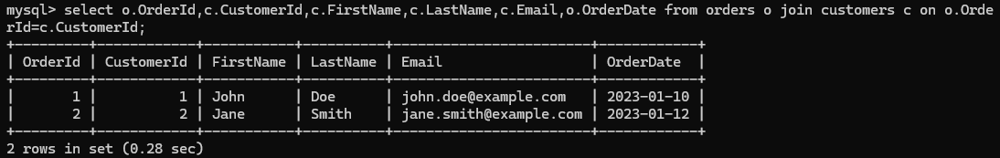 mysql> select o.OrderId,c.CustomerId,c.FirstName,c.LastName,c.Email,o.OrderDate from orders o join customers c on o.Orde
rId=c.CustomerId;
+---------+------------+-----------+----------+------------------------+------------+
| OrderId | CustomerId | FirstName | LastName | Email                  | OrderDate  |
+---------+------------+-----------+----------+------------------------+------------+
|       1 |          1 | John      | Doe      | john.doe@example.com   | 2023-01-10 |
|       2 |          2 | Jane      | Smith    | jane.smith@example.com | 2023-01-12 |
+---------+------------+-----------+----------+------------------------+------------+
2 rows in set (0.28 sec)